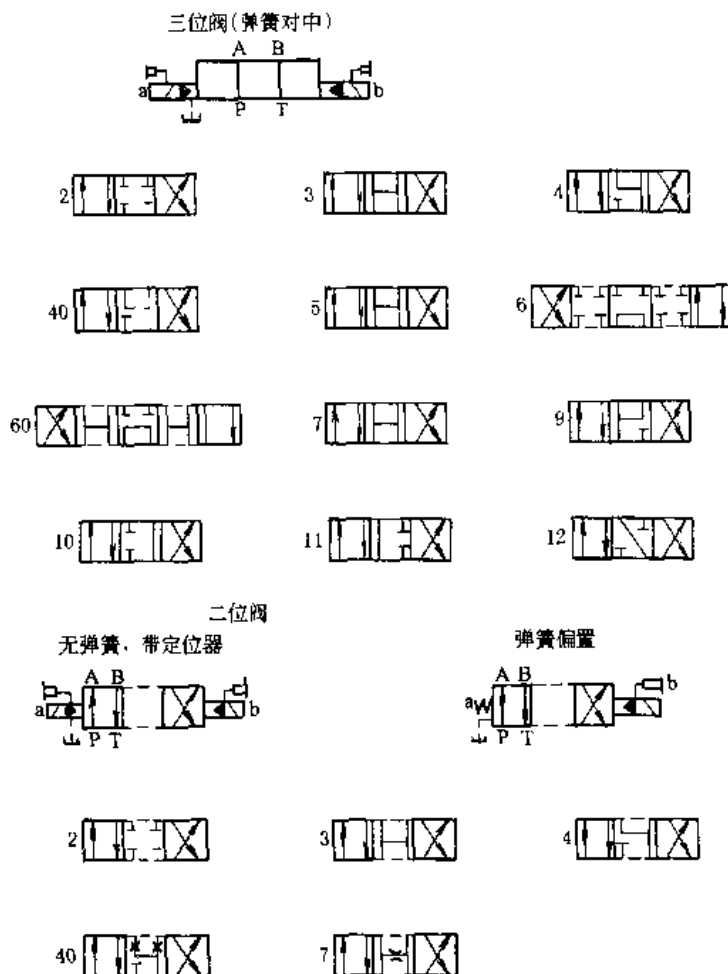 三位阀(弹簧对中)
A B
a b
P T
2 3 4
40 5 6
60 7 9
10 11 12
二位阀
无弹簧、带定位器 弹簧偏置
A B A B
a b a b
P T P T
2 3 4
40 7